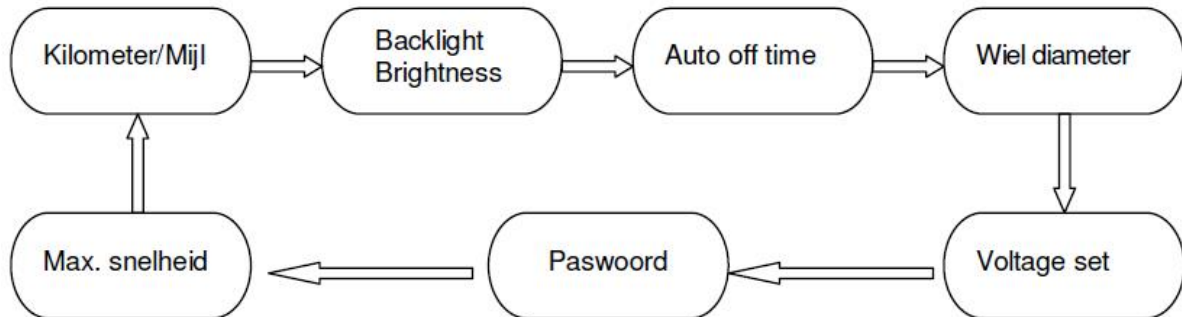 Kilometer/Mijl
Backlight
Brightness
Auto off time
Wiel diameter
Voltage set
Paswoord
Max. snelheid